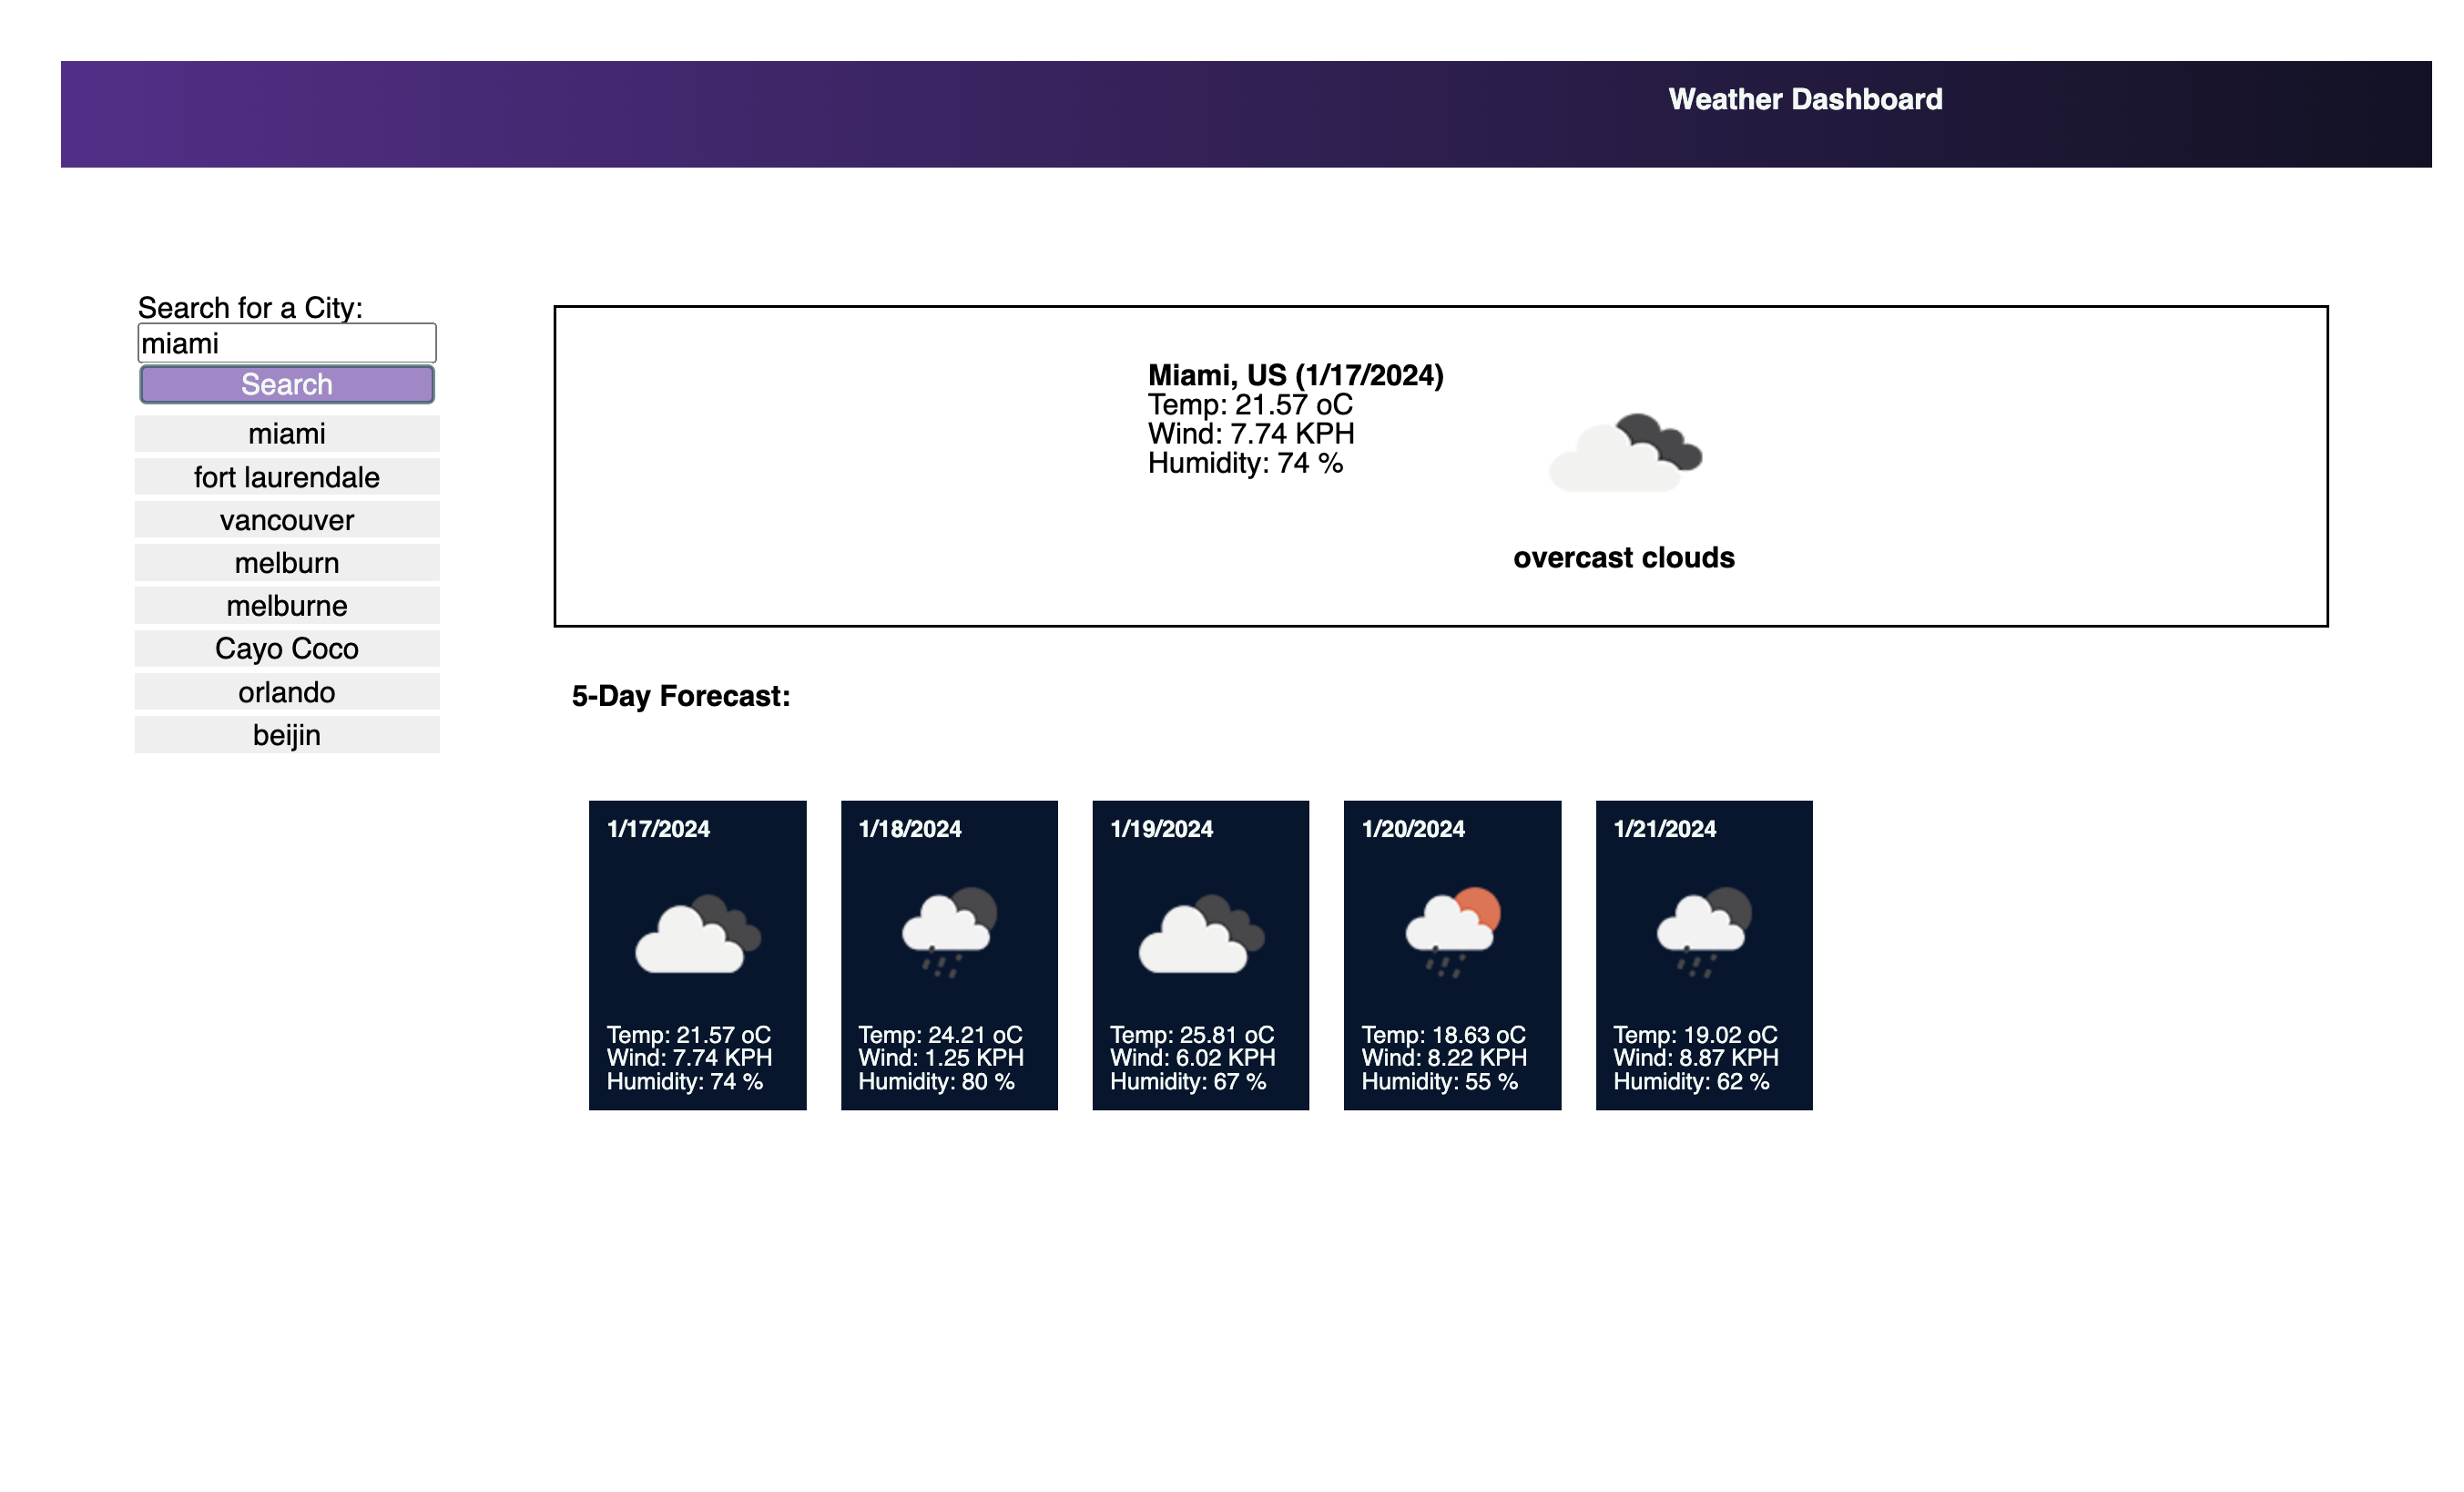 Weather Dashboard
Search for a City:
miami
Search
miami
fort laurendale
vancouver
melburn
melburne
Cayo Coco
orlando
beijin
Miami, US (1/17/2024)
Temp: 21.57 oC
Wind: 7.74 KPH
Humidity: 74 %
overcast clouds
5-Day Forecast:
1/17/2024
Temp: 21.57 oC
Wind: 7.74 KPH
Humidity: 74 %
1/18/2024
Temp: 24.21 oC
Wind: 1.25 KPH
Humidity: 80 %
1/19/2024
Temp: 25.81 oC
Wind: 6.02 KPH
Humidity: 67 %
1/20/2024
Temp: 18.63 oC
Wind: 8.22 KPH
Humidity: 55 %
1/21/2024
Temp: 19.02 oC
Wind: 8.87 KPH
Humidity: 62 %